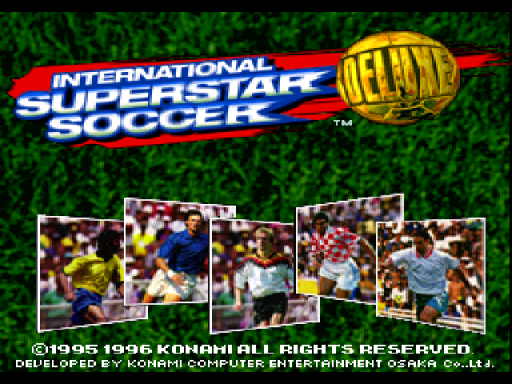 INTERNATIONAL
SUPERSTAR
SOCCER
DELUXE
TM
©1995 1996 KONAMI ALL RIGHTS RESERVED.
DEVELOPED BY KONAMI COMPUTER ENTERTAINMENT OSAKA Co.,Ltd.